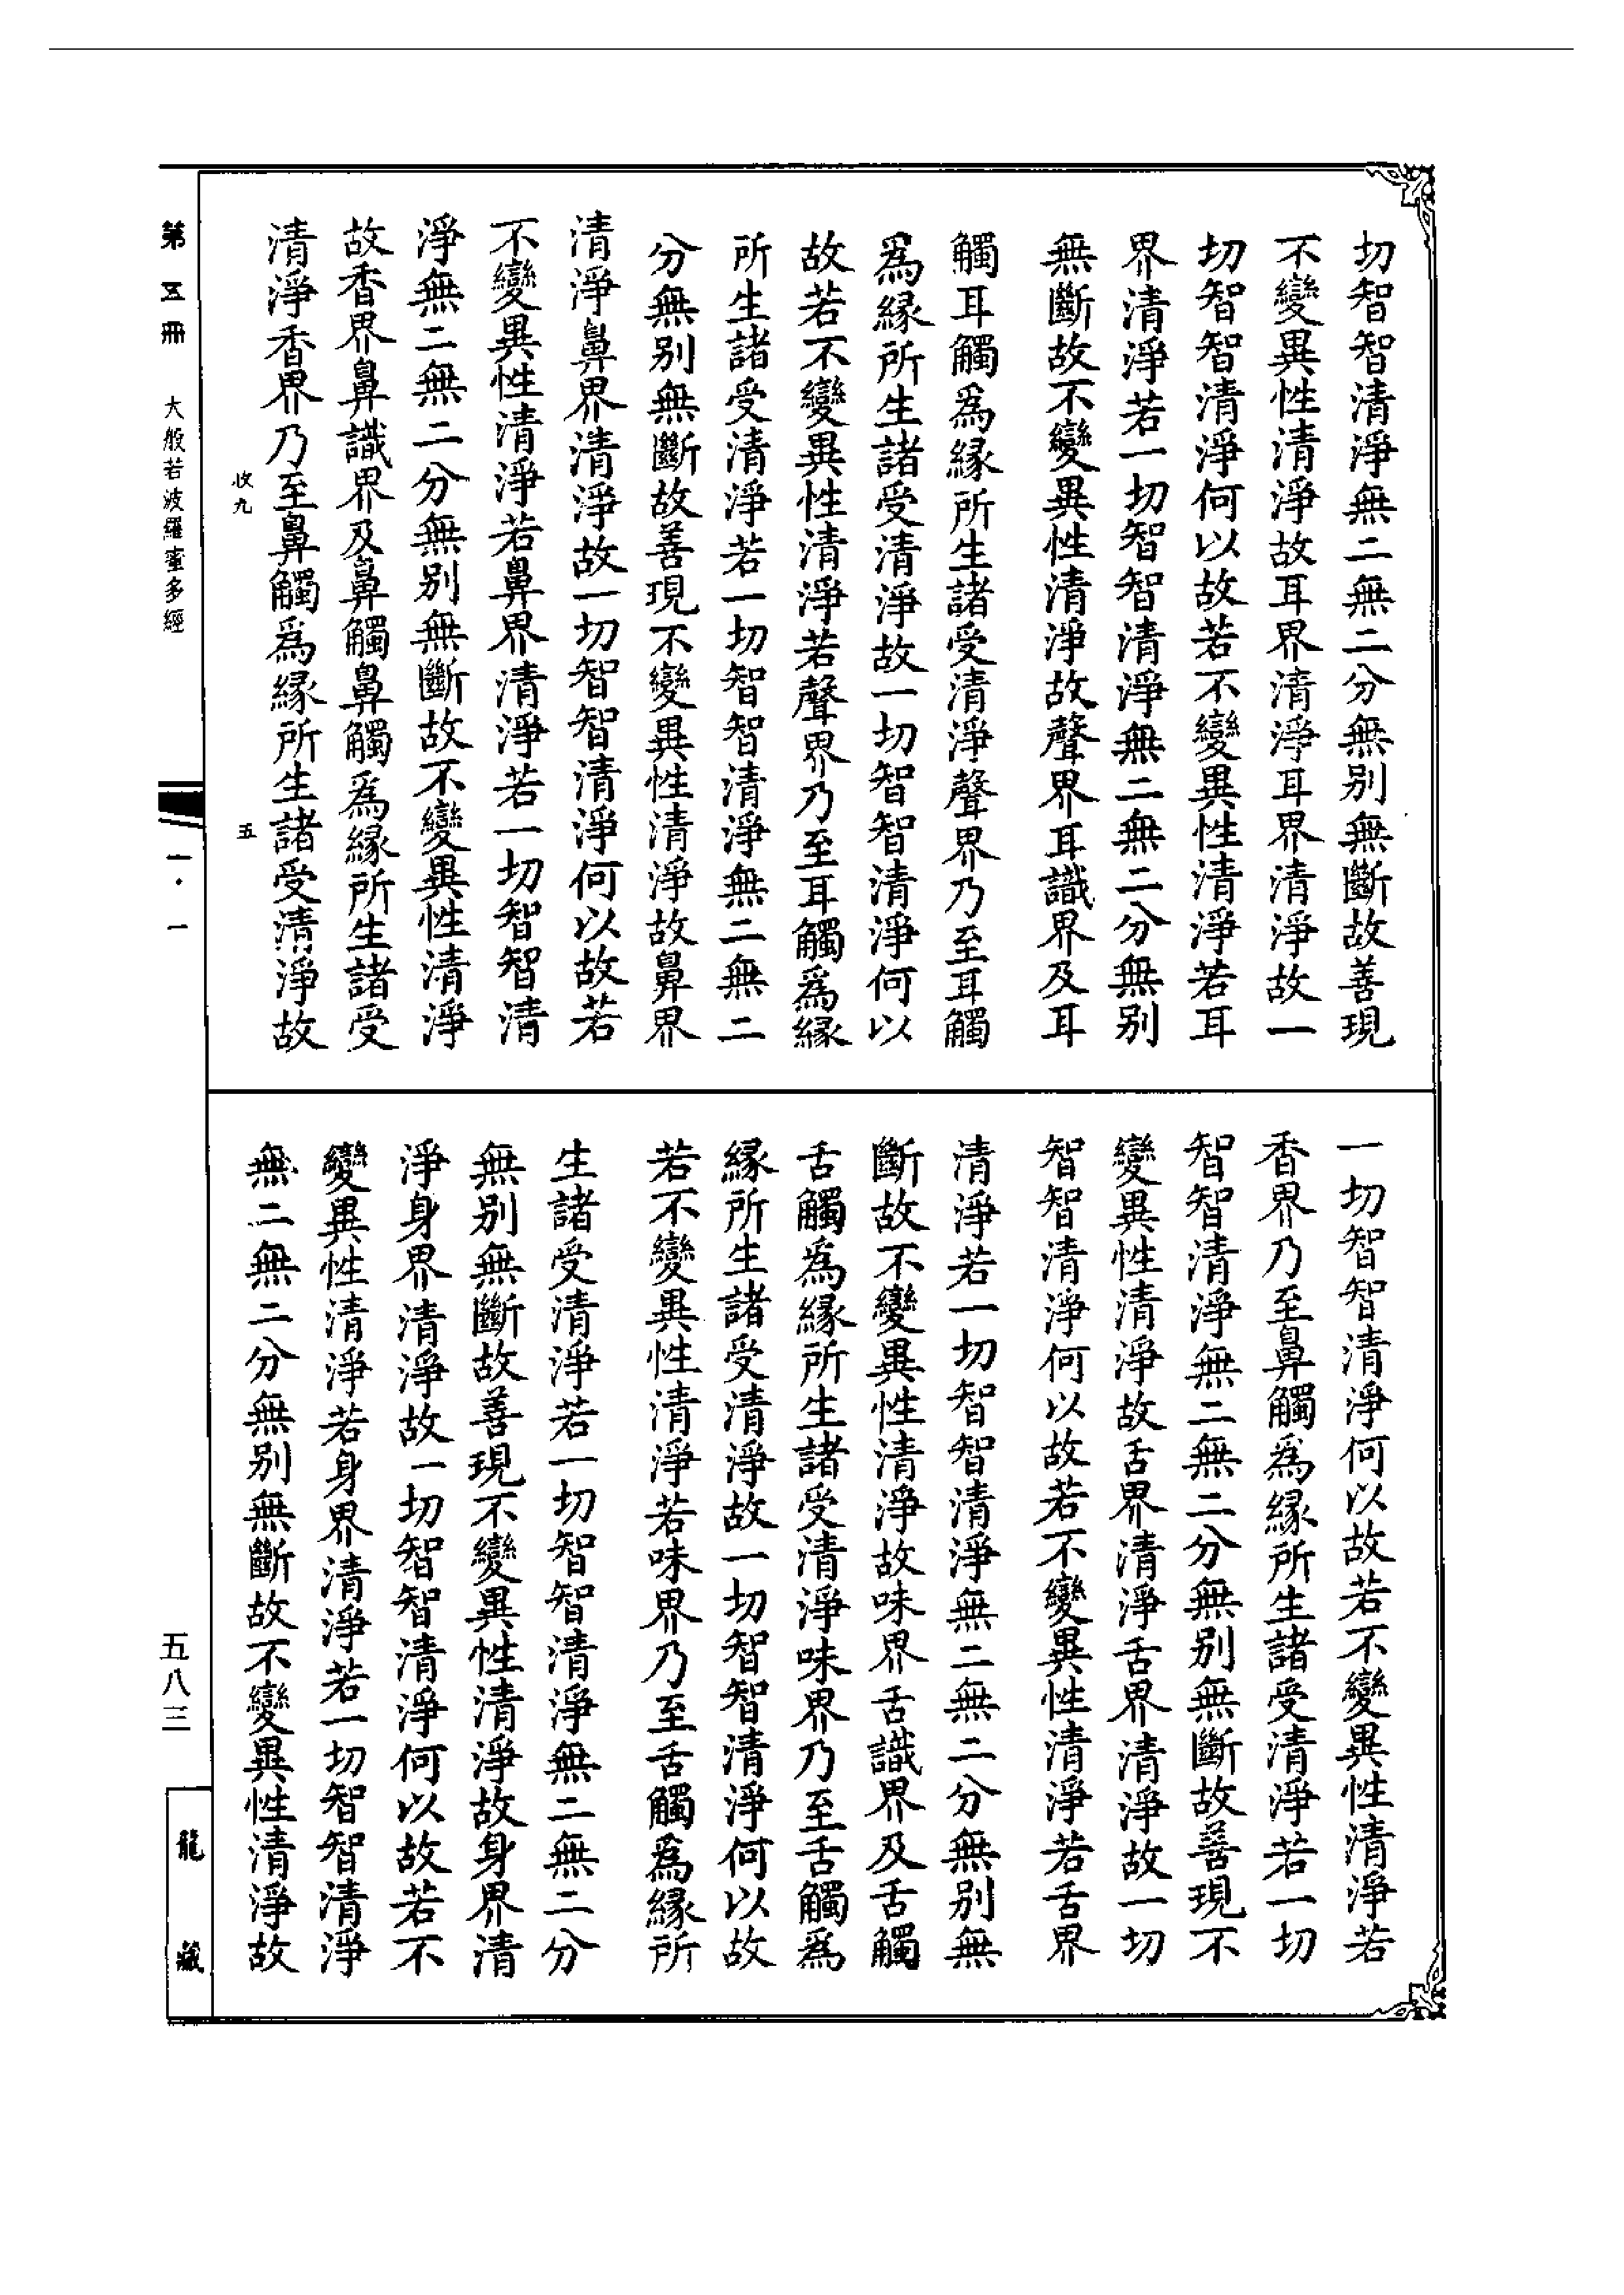 切智智清淨無二無二分無别無斷故善現
不變異性清淨故耳界清淨耳界清淨故一
切智智清淨何以故若不變異性清淨若耳
界清淨若一切智智清淨無二無二分無别
無斷故不變異性清淨故聲界耳識界及耳
觸耳觸爲緣所生諸受清淨聲界乃至耳觸
爲緣所生諸受清淨故一切智智清淨何以
故若不變異性清淨若聲界乃至耳觸爲緣
所生諸受清淨若一切智智清淨無二無二
分無别無斷故善現不變異性清淨故鼻界
清淨鼻界清淨故一切智智清淨何以故若
不變異性清淨若鼻界清淨若一切智智清
淨無二無二分無别無斷故不變異性清淨
故香界鼻識界及鼻觸鼻觸爲緣所生諸受
清淨香界乃至鼻觸爲緣所生諸受清淨故
收九
五
一切智智清淨何以故若不變異性清淨若
香界乃至鼻觸爲緣所生諸受清淨若一切
智智清淨無二無二分無别無斷故善現不
變異性清淨故舌界清淨舌界清淨故一切
智智清淨何以故若不變異性清淨若舌界
清淨若一切智智清淨無二無二分無别無
斷故不變異性清淨故味界舌識界及舌觸
舌觸爲緣所生諸受清淨味界乃至舌觸爲
緣所生諸受清淨故一切智智清淨何以故
若不變異性清淨若味界乃至舌觸爲緣所
生諸受清淨若一切智智清淨無二無二分
無别無斷故善現不變異性清淨故身界清
淨身界清淨故一切智智清淨何以故若不
變異性清淨若身界清淨若一切智智清淨
無二無二分無别無斷故不變異性清淨故
第五冊
大般若波羅蜜多經
一·一
五八三
龍藏